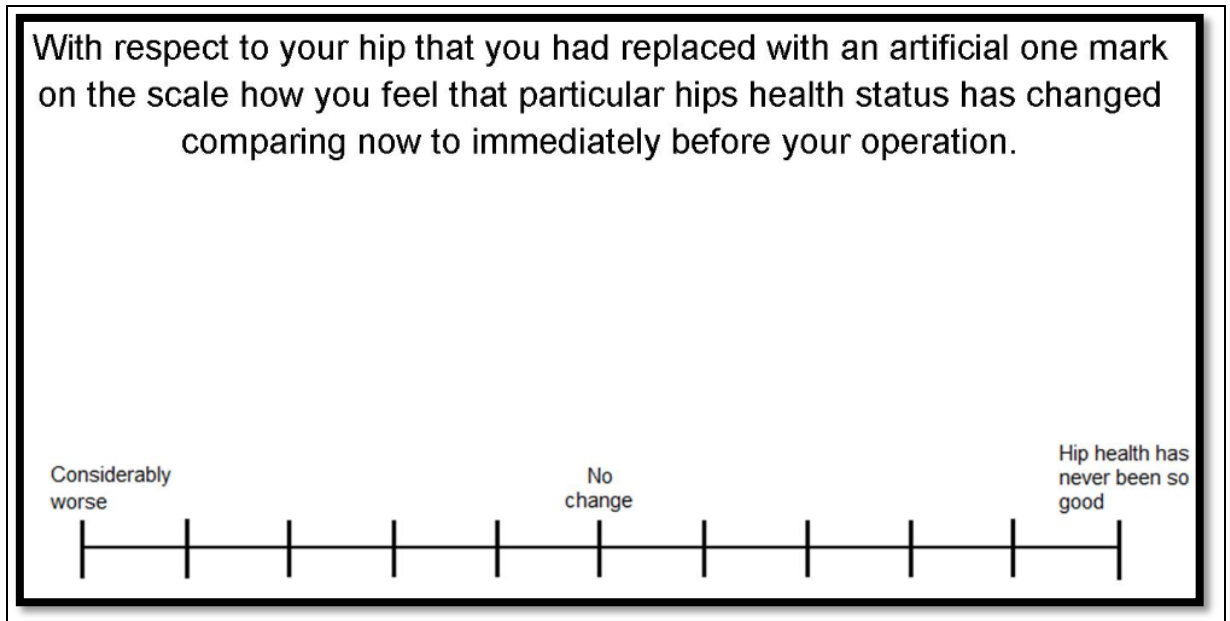 With respect to your hip that you had replaced with an artificial one mark
on the scale how you feel that particular hips health status has changed
comparing now to immediately before your operation.
Considerably
worse
No
change
Hip health has
never been so
good